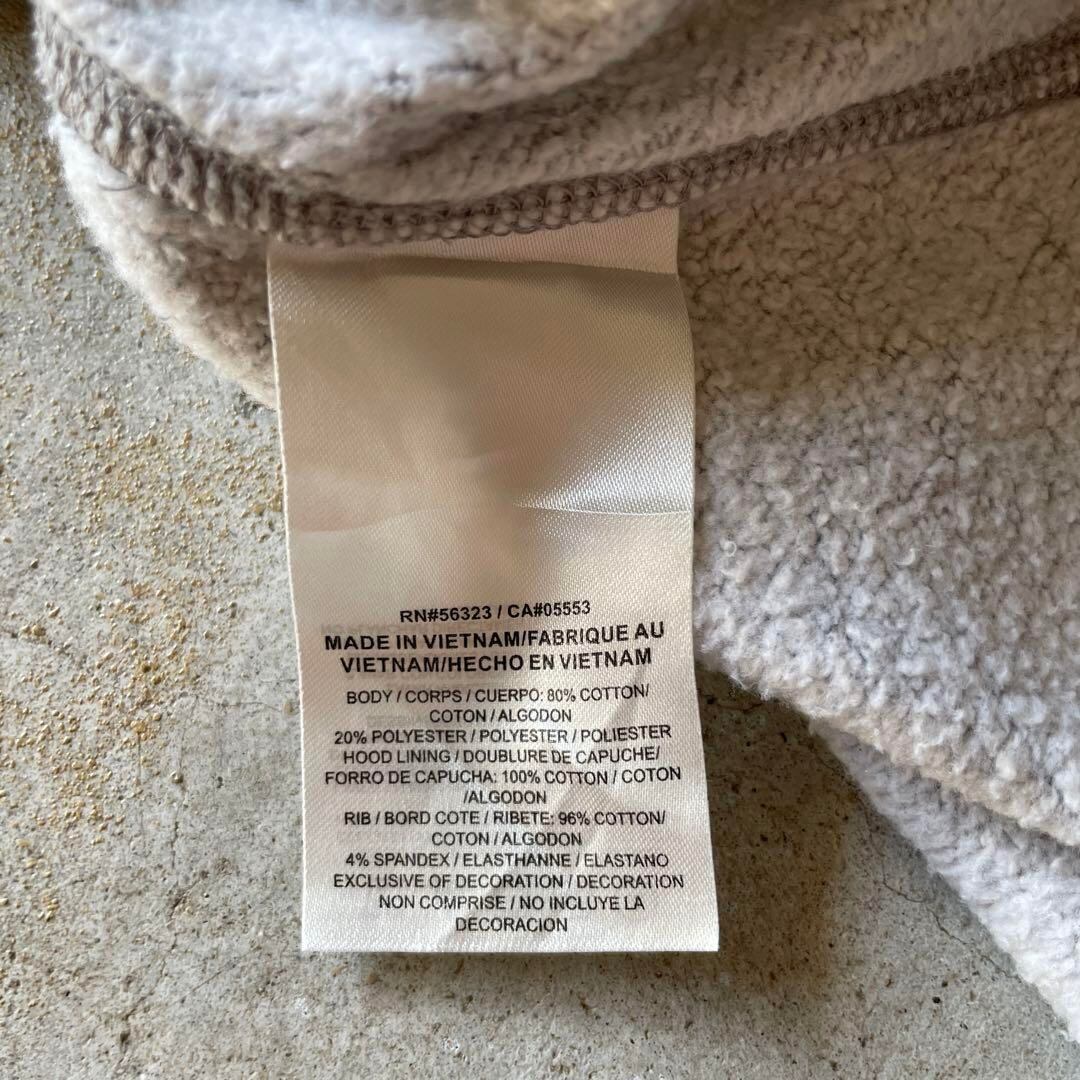 RN#56323 / CA#05553
MADE IN VIETNAM/FABRIQUE AU
VIETNAM/HECHO EN VIETNAM
BODY / CORPS / CUERPO: 80% COTTON/
COTON / ALGODON
20% POLYESTER / POLYESTER / POLIESTER
HOOD LINING / DOUBLURE DE CAPUCHE/
FORRO DE CAPUCHA: 100% COTTON / COTON
/ALGODON
RIB / BORD COTE / RIBETE: 96% COTTON/
COTON / ALGODON
4% SPANDEX / ELASTHANNE / ELASTANO
EXCLUSIVE OF DECORATION / DECORATION
NON COMPRISE / NO INCLUYE LA
DECORACION